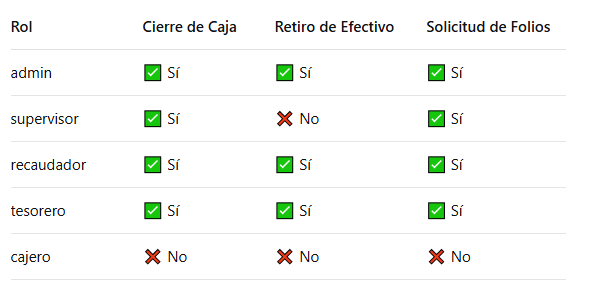 Rol Cierre de Caja Retiro de Efectivo Solicitud de Folios
admin ✅ Sí ✅ Sí ✅ Sí
supervisor ✅ Sí ❌ No ✅ Sí
recaudador ✅ Sí ✅ Sí ✅ Sí
tesorero ✅ Sí ✅ Sí ✅ Sí
cajero ❌ No ❌ No ❌ No